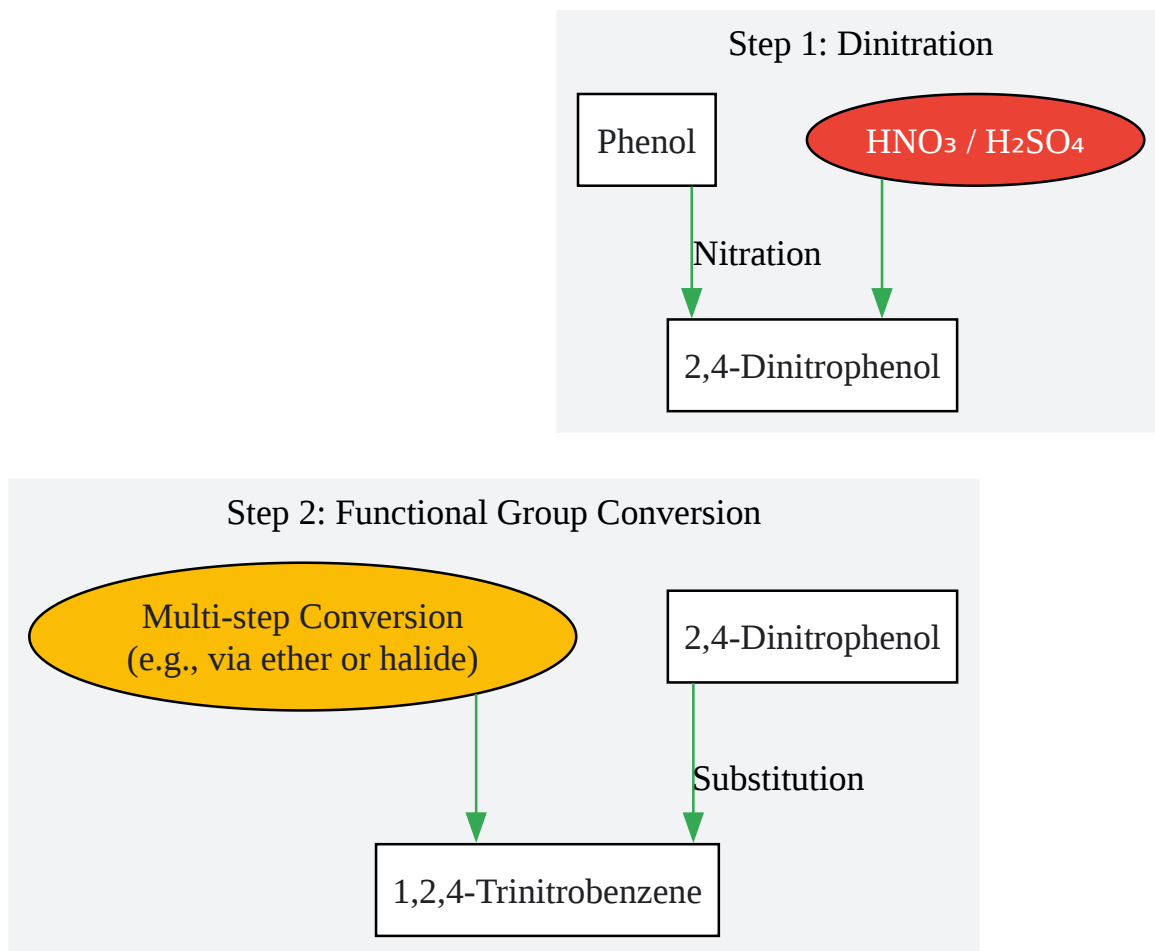 Step 1: Dinitration
Phenol
HNO₃ / H₂SO₄
Nitration
2,4-Dinitrophenol
Step 2: Functional Group Conversion
Multi-step Conversion
(e.g., via ether or halide)
2,4-Dinitrophenol
Substitution
1,2,4-Trinitrobenzene